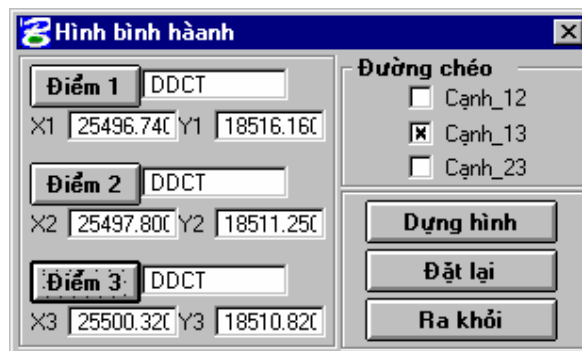 Hình bình hàanh
Điểm 1 DDCT
X1 25496.740 Y1 18516.160
Điểm 2 DDCT
X2 25497.800 Y2 18511.250
Điểm 3 DDCT
X3 25500.320 Y3 18510.820
Đường chéo
Cạnh_12
Cạnh_13
Cạnh_23
Dựng hình
Đặt lại
Ra khỏi